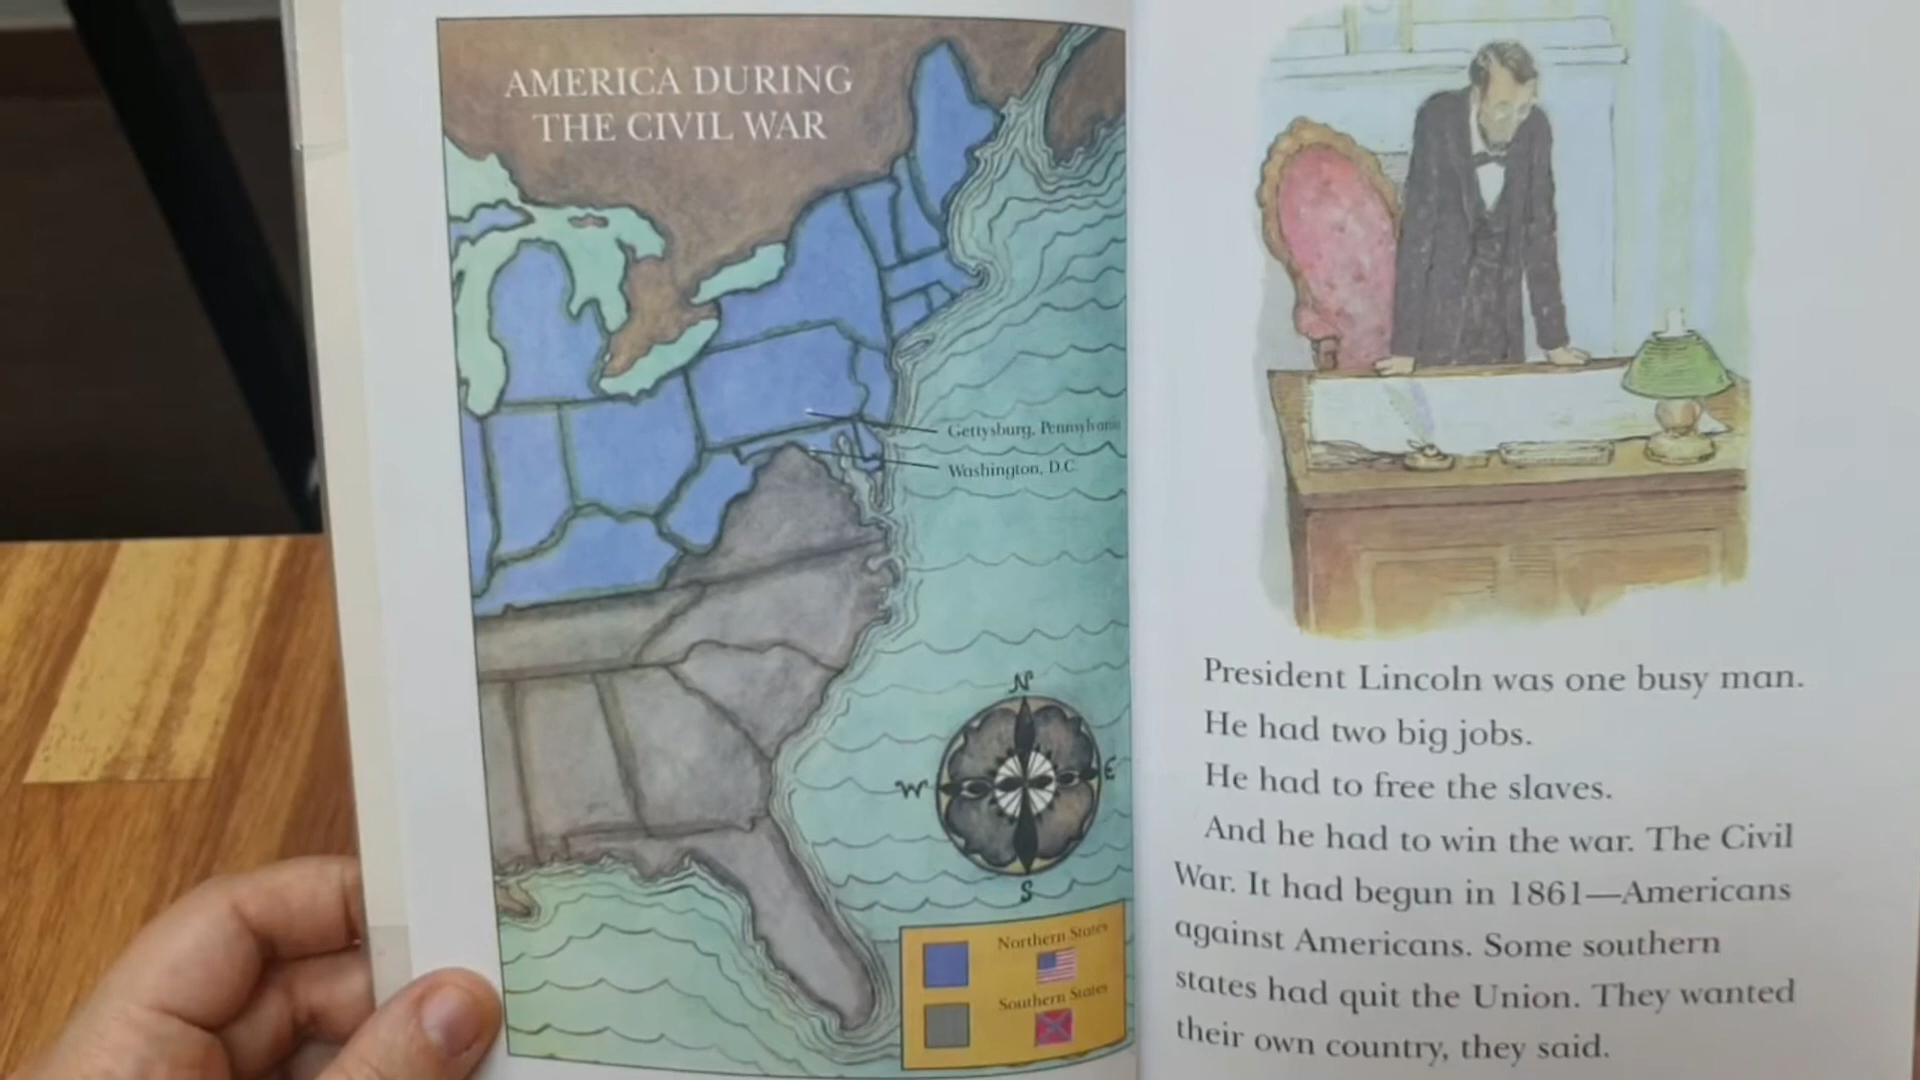 AMERICA DURING
THE CIVIL WAR
Gettysburg, Pennsylvania
Washington, D.C.
N
W
E
S
Northern States
Southern States
President Lincoln was one busy man.
He had two big jobs.
He had to free the slaves.
And he had to win the war. The Civil
War. It had begun in 1861—Americans
against Americans. Some southern
states had quit the Union. They wanted
their own country, they said.